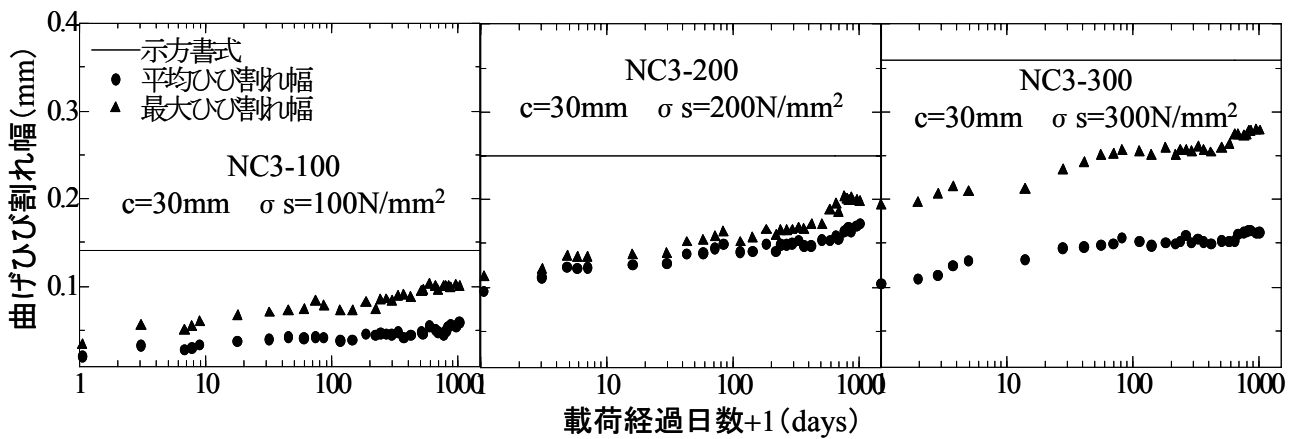 曲げひび割れ幅(mm)
0.4
0.3
0.2
0.1
示方書式
平均ひび割れ幅
最大ひび割れ幅
NC3-100
c=30mm σ s=100N/mm²
NC3-200
c=30mm σ s=200N/mm²
NC3-300
c=30mm σ s=300N/mm²
1 10 100 1000 10 100 1000 10 100 1000
載荷経過日数+1(days)